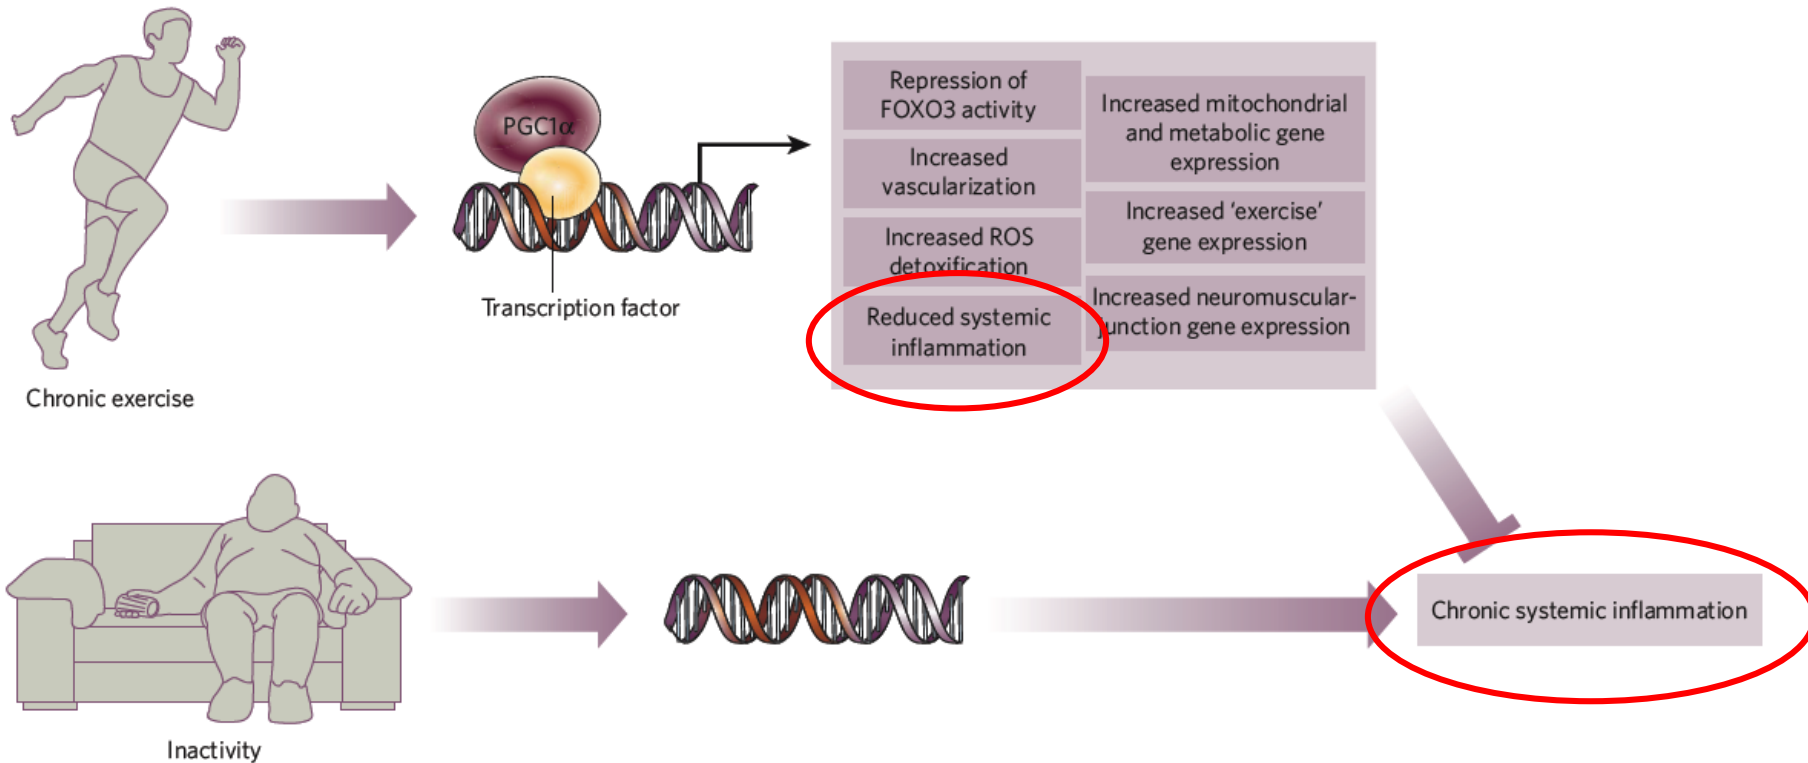 PGC1α
Transcription factor
Chronic exercise
Repression of
FOXO3 activity
Increased
vascularization
Increased ROS
detoxification
Reduced systemic
inflammation
Increased mitochondrial
and metabolic gene
expression
Increased ‘exercise’
gene expression
Increased neuromuscular-
junction gene expression
Inactivity
Chronic systemic inflammation